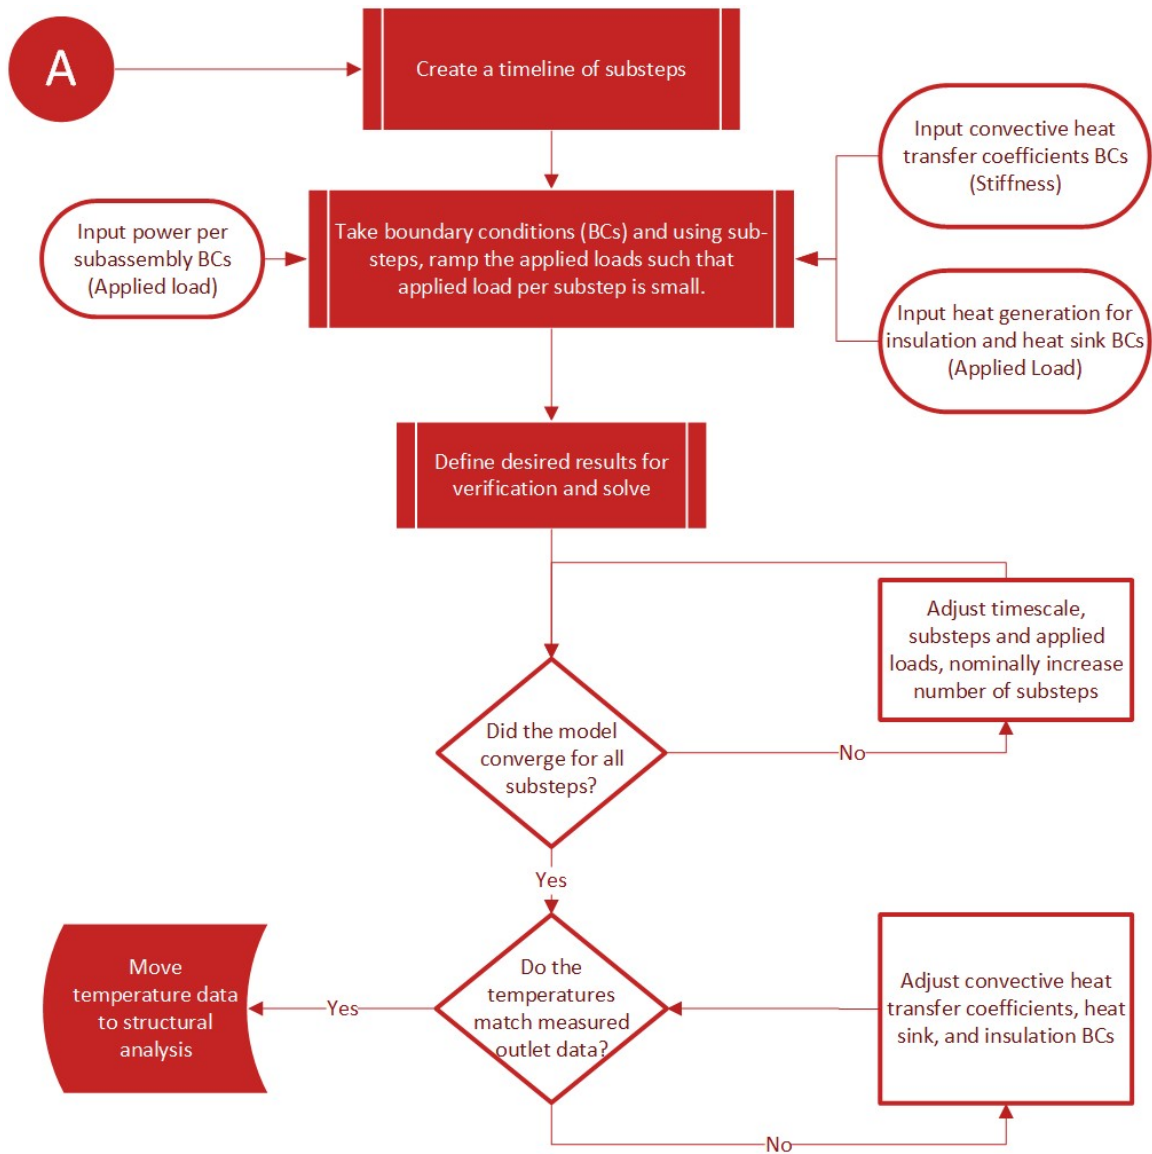 A
Create a timeline of substeps
Input convective heat
transfer coefficients BCs
(Stiffness)
Input power per
subassembly BCs
(Applied load)
Take boundary conditions (BCs) and using sub-
steps, ramp the applied loads such that
applied load per substep is small.
Input heat generation for
insulation and heat sink BCs
(Applied Load)
Define desired results for
verification and solve
Adjust timescale,
substeps and applied
loads, nominally increase
number of substeps
Did the model
converge for all
substeps?
No
Yes
Move
temperature data
to structural
analysis
Yes
Do the
temperatures
match measured
outlet data?
Adjust convective heat
transfer coefficients, heat
sink, and insulation BCs
No